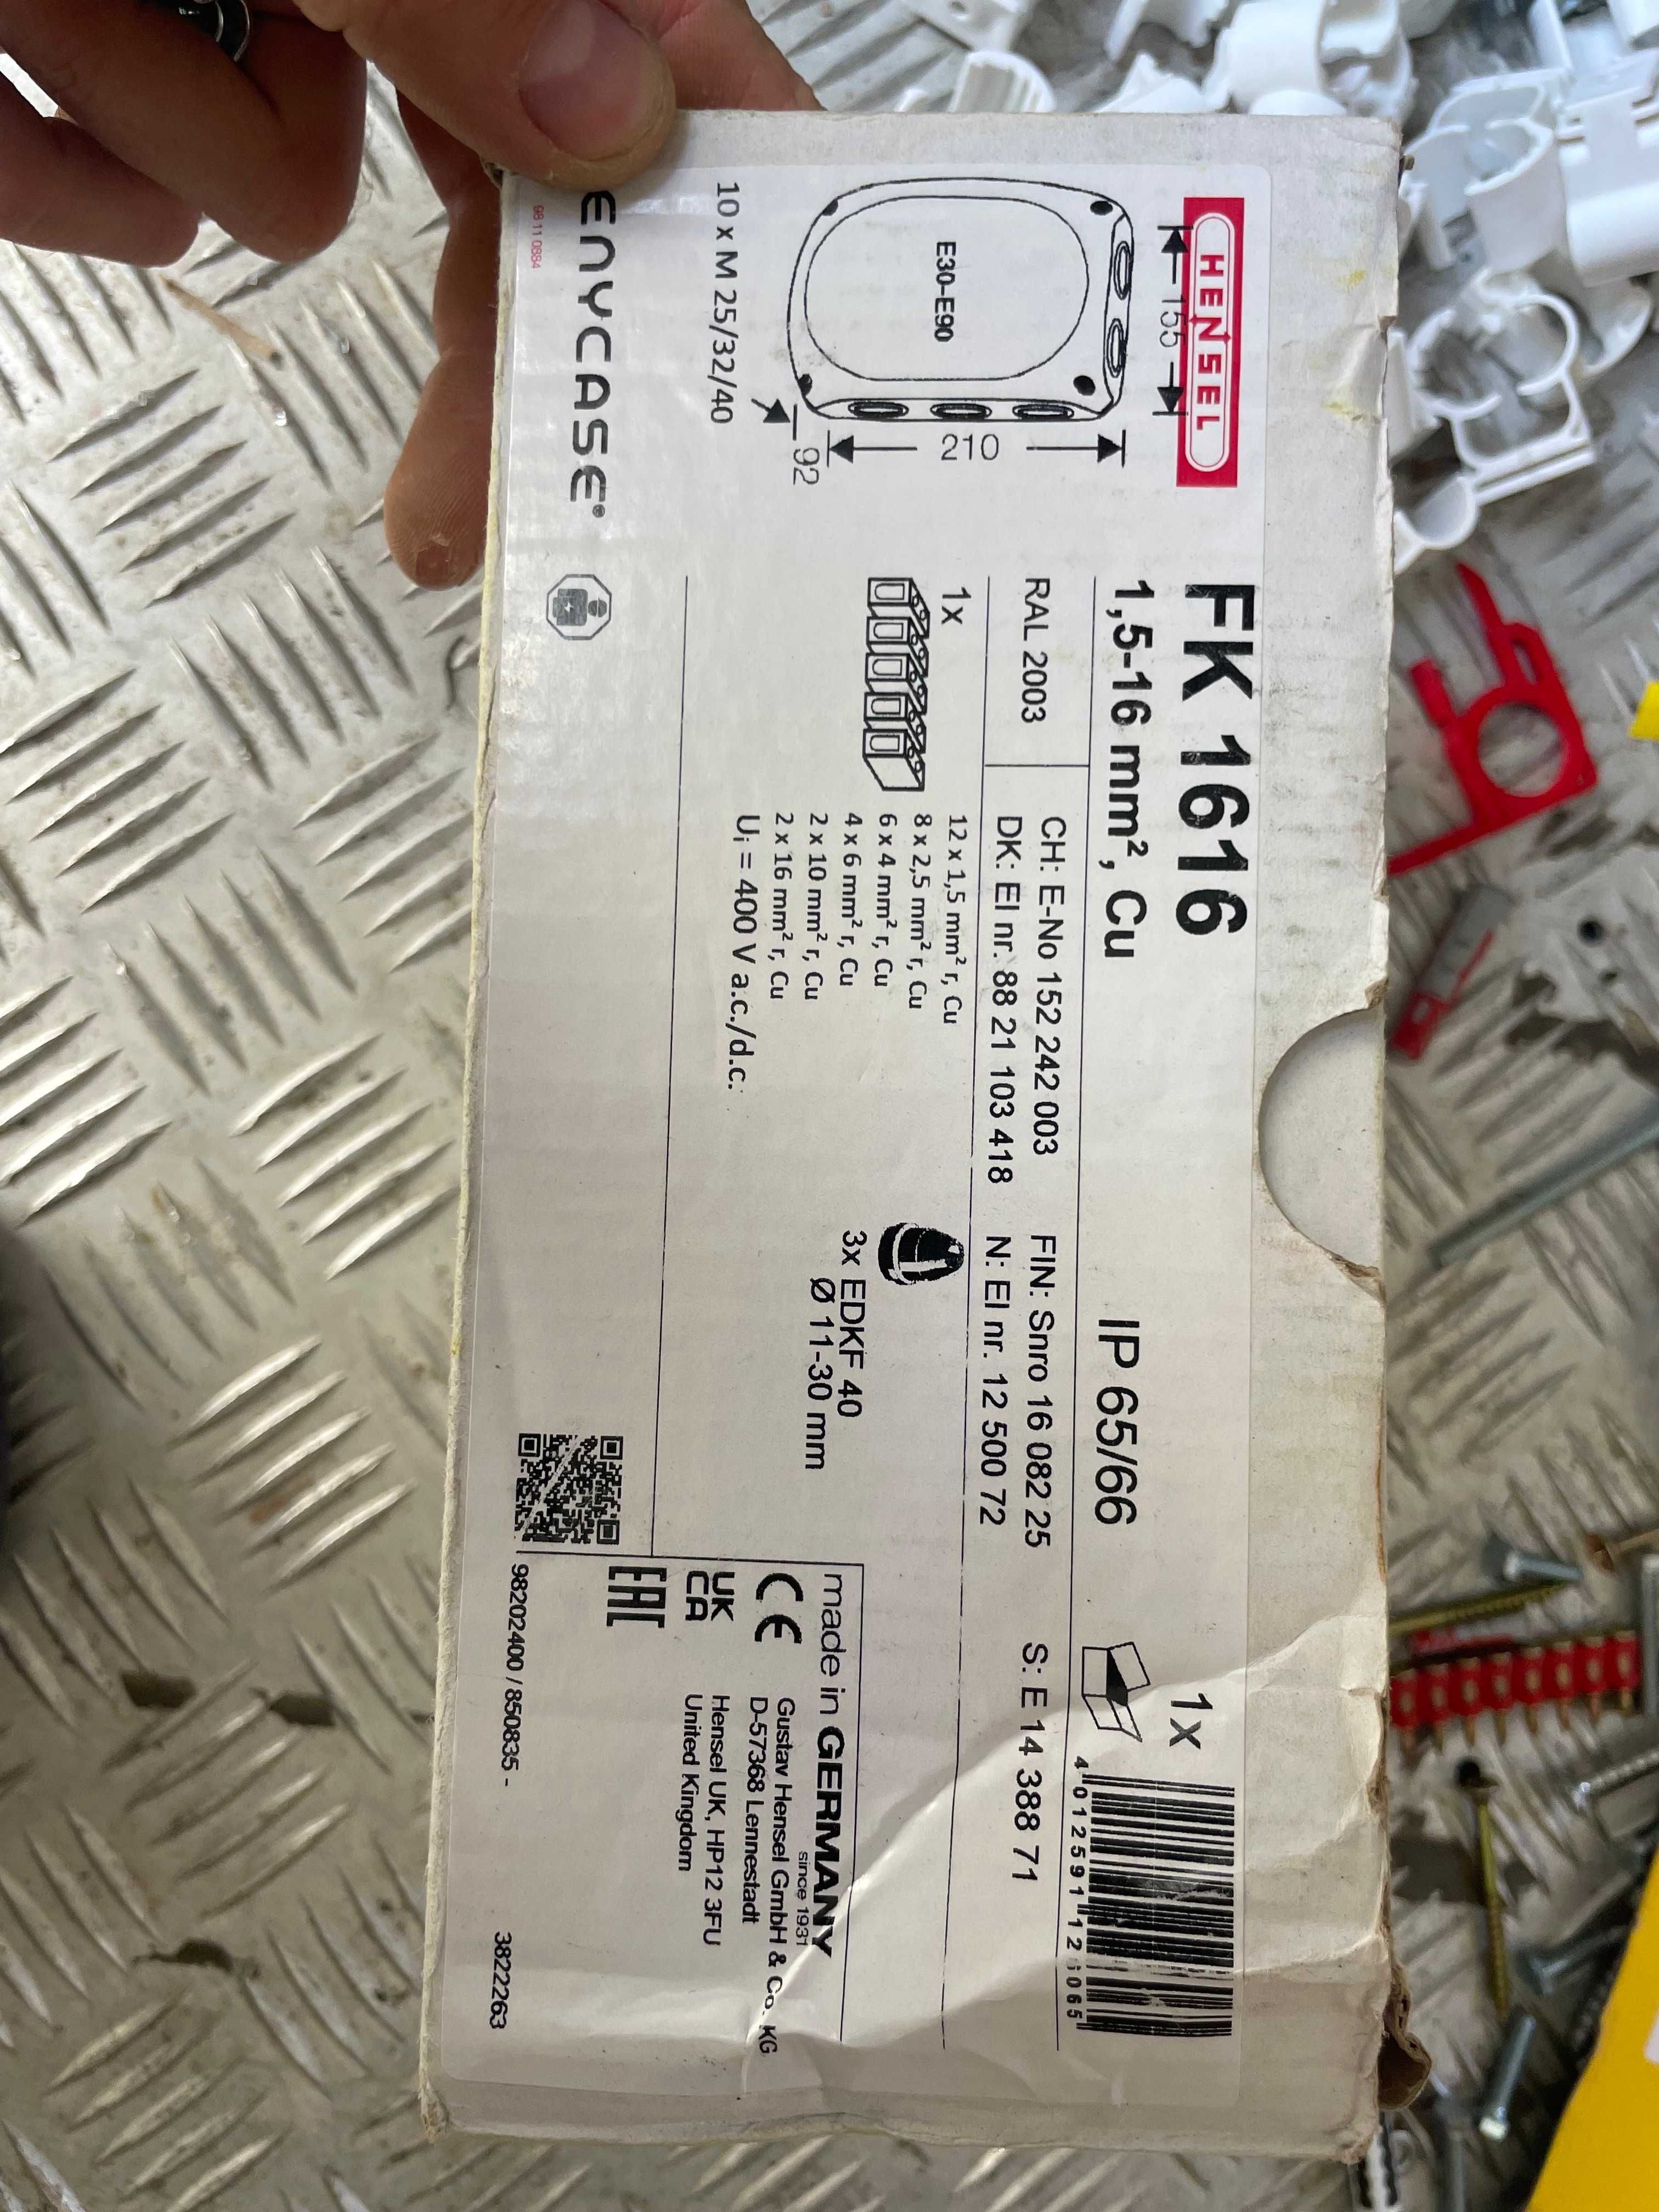 HENSEL
155
E30-E90
210
92
10 x M 25/32/40
ENYCASE®
98 11 0884
FK 1616
1,5-16 mm², Cu
IP 65/66
1x
RAL 2003
CH: E-No 152 242 003
FIN: Snro 16 082 25
S: E 14 388 71
DK: El nr. 88 21 103 418
N: El nr. 12 500 72
1x
12 x 1,5 mm² r, Cu
8 x 2,5 mm² r, Cu
6 x 4 mm² r, Cu
4 x 6 mm² r, Cu
2 x 10 mm² r, Cu
2 x 16 mm² r, Cu
Ui = 400 V a.c./d.c.
3x EDKF 40
Ø 11-30 mm
made in GERMANY
since 1931
CE
Gustav Hensel GmbH & Co. KG
D-57368 Lennestadt
UK
CA
Hensel UK, HP12 3FU
United Kingdom
EAC
98202400 / 850835 -
3822263